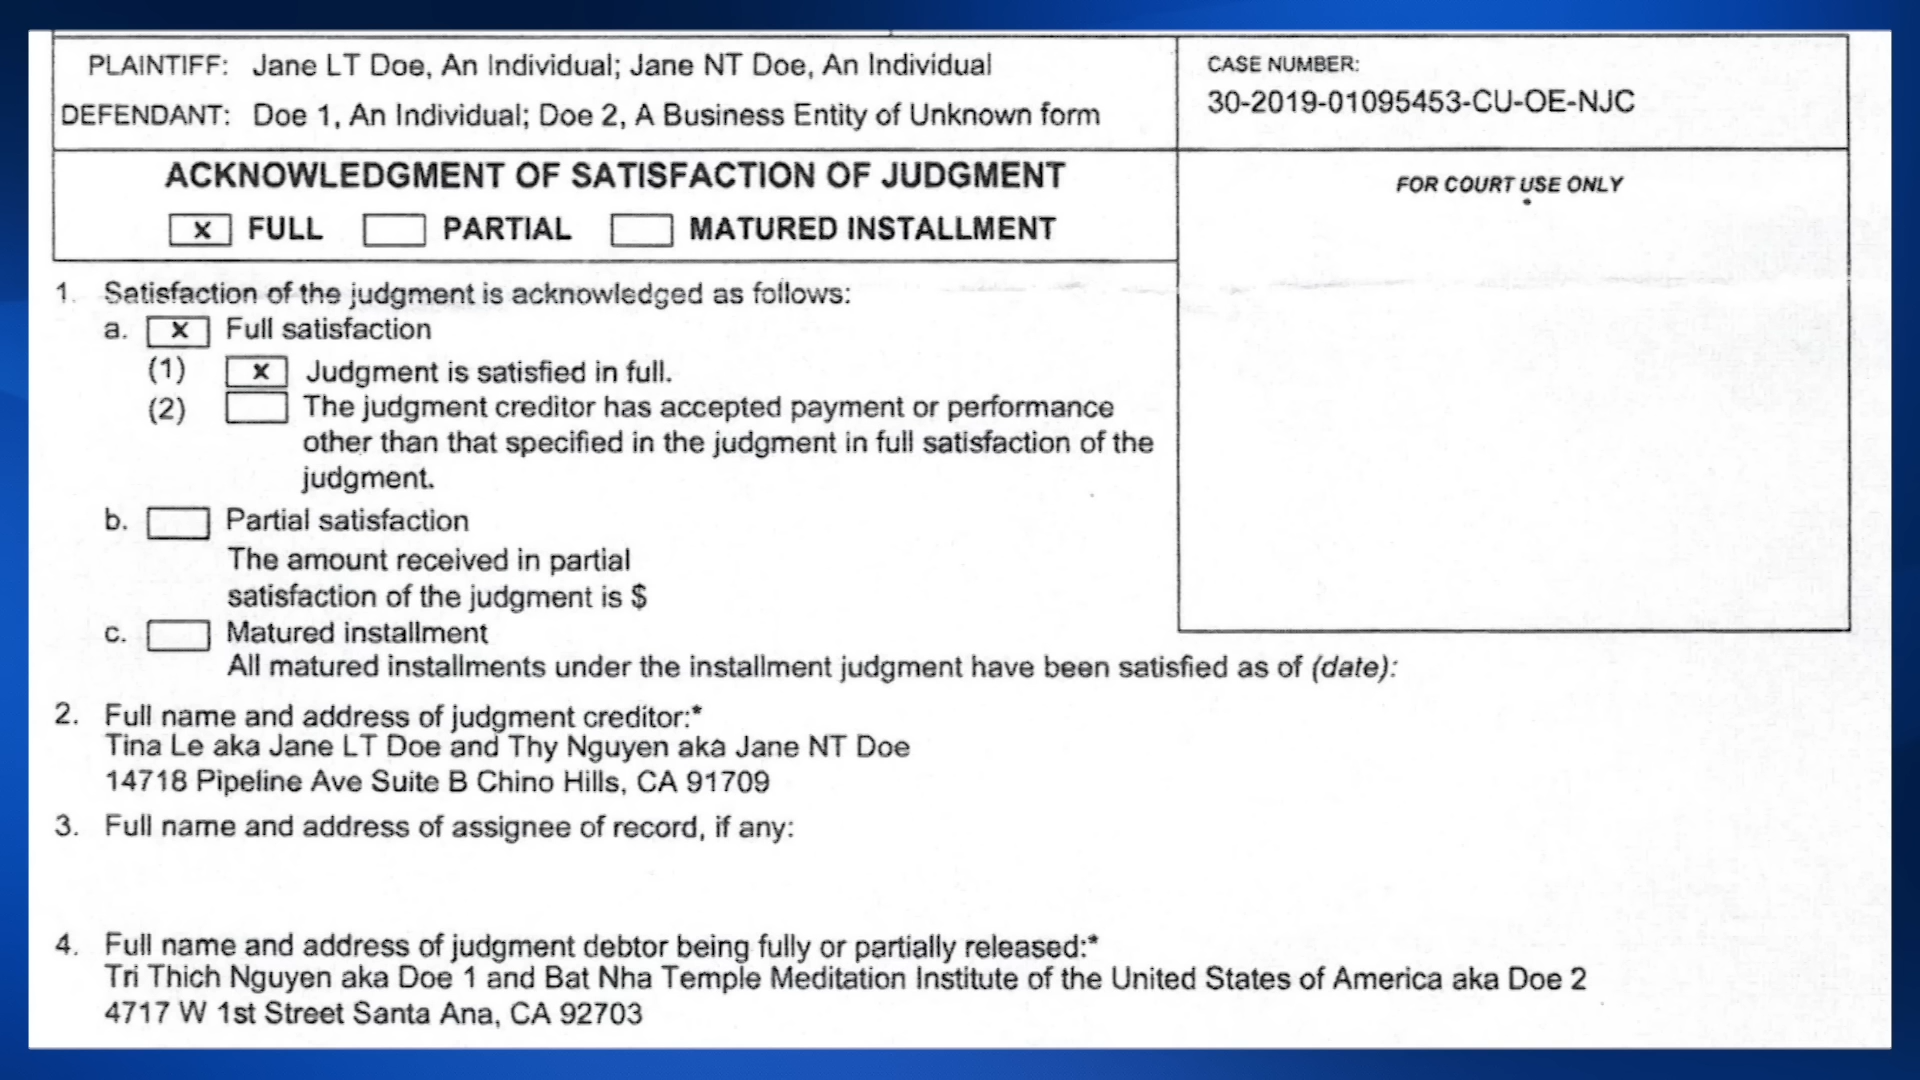 PLAINTIFF: Jane LT Doe, An Individual; Jane NT Doe, An Individual
DEFENDANT: Doe 1, An Individual; Doe 2, A Business Entity of Unknown form
CASE NUMBER:
30-2019-01095453-CU-OE-NJC
ACKNOWLEDGMENT OF SATISFACTION OF JUDGMENT
x FULL PARTIAL MATURED INSTALLMENT
FOR COURT USE ONLY
1. Satisfaction of the judgment is acknowledged as follows:
a. x Full satisfaction
(1) x Judgment is satisfied in full.
(2) The judgment creditor has accepted payment or performance
other than that specified in the judgment in full satisfaction of the
judgment.
b. Partial satisfaction
The amount received in partial
satisfaction of the judgment is $
c. Matured installment
All matured installments under the installment judgment have been satisfied as of (date):
2. Full name and address of judgment creditor:*
Tina Le aka Jane LT Doe and Thy Nguyen aka Jane NT Doe
14718 Pipeline Ave Suite B Chino Hills, CA 91709
3. Full name and address of assignee of record, if any:
4. Full name and address of judgment debtor being fully or partially released:*
Tri Thich Nguyen aka Doe 1 and Bat Nha Temple Meditation Institute of the United States of America aka Doe 2
4717 W 1st Street Santa Ana, CA 92703